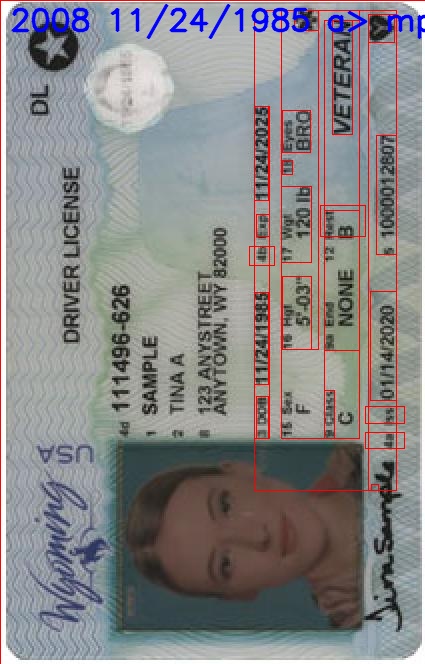 2008 11/24/1985 a> mp
Wyoming USA
DRIVER LICENSE
DL
4d 111496-626
1 SAMPLE
2 TINA A
8 123 ANYSTREET
ANYTOWN, WY 82000
3 DOB 11/24/1985 4b Exp 11/24/2025
15 Sex 16 Hgt 17 Wgt 18 Eyes
F 5'-03" 120 lb BRO
9 Class 9a End 12 Rest
C NONE B VETERAN
4a Iss 01/14/2020 5 10000012807
Tina Sample